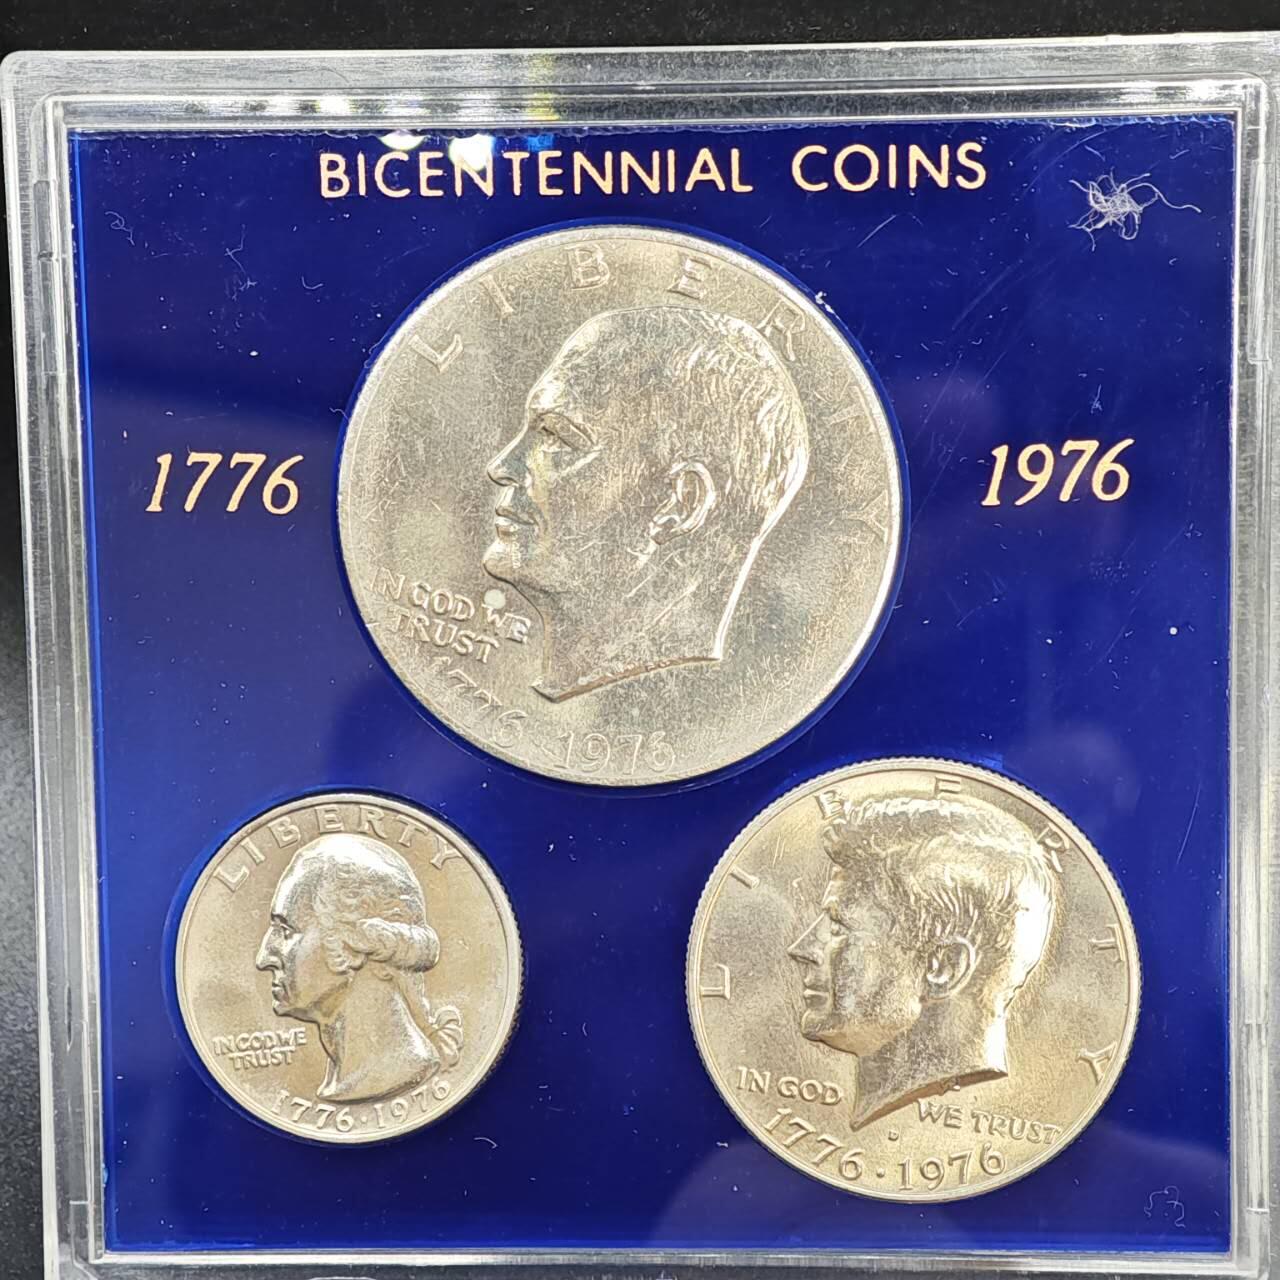 BICENTENNIAL COINS
1776
1976
LIBERTY
IN GOD WE
TRUST
1776·1976
LIBERTY
IN GOD WE
TRUST
1776·1976
LIBERTY
IN GOD WE TRUST
D
1776·1976